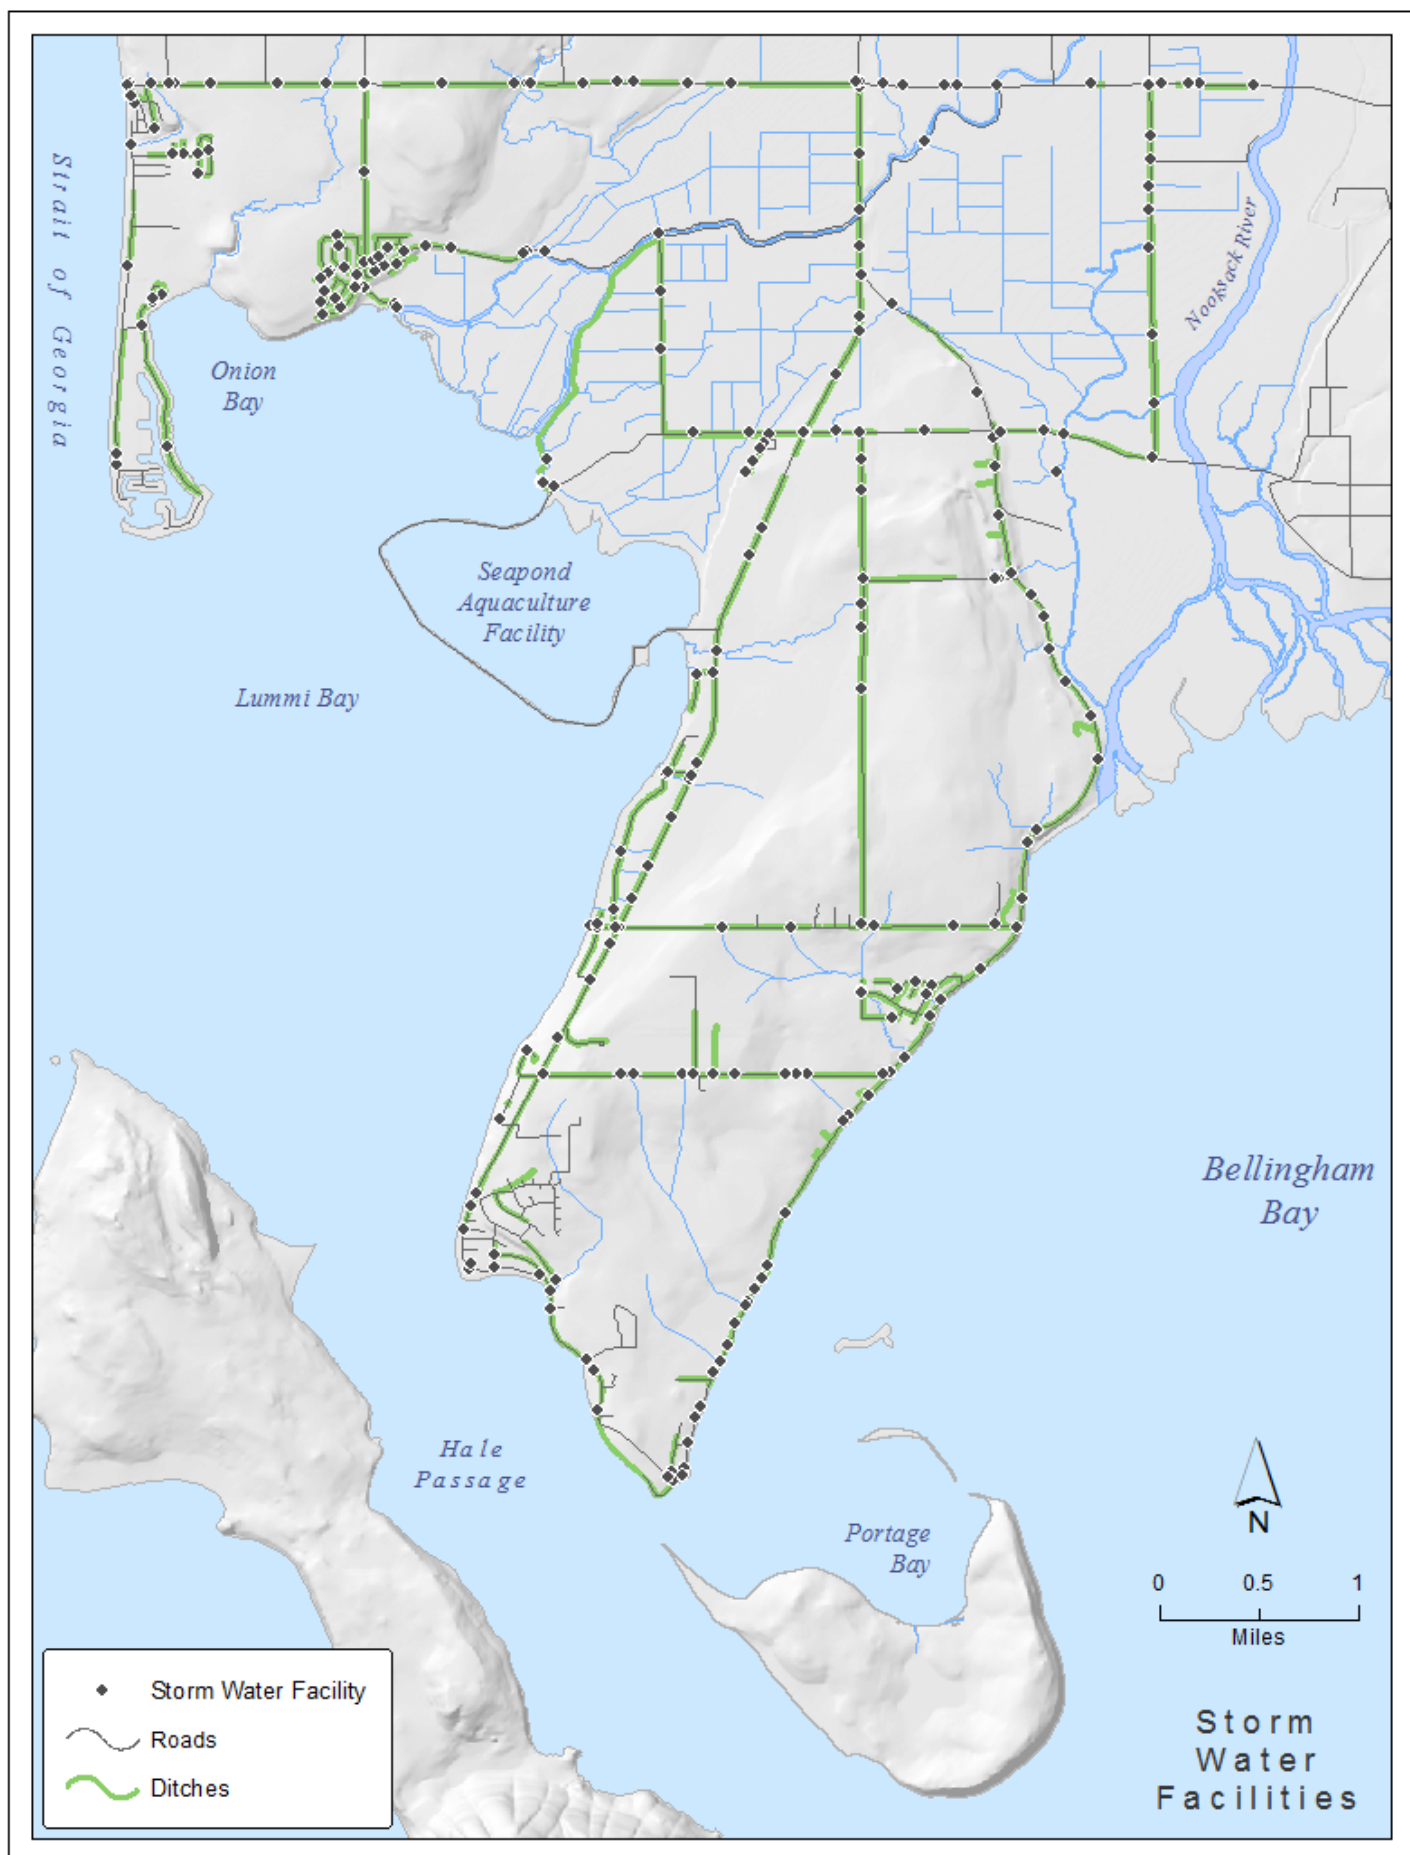 Strait of Georgia
Nooksack River
Onion
Bay
Seapond
Aquaculture
Facility
Lummi Bay
Bellingham
Bay
Hale
Passage
Portage
Bay
N
0 0.5 1
Miles
Storm Water Facility
Roads
Ditches
Storm
Water
Facilities